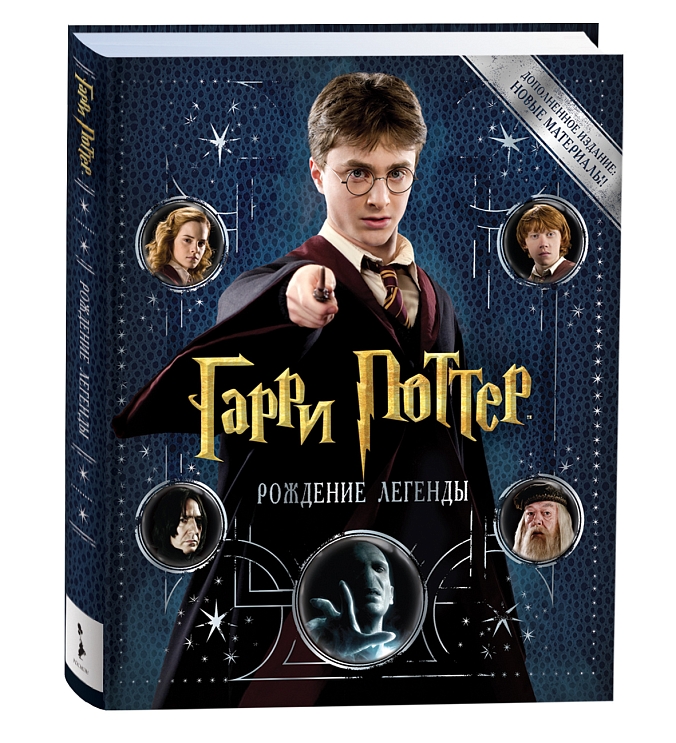 Гарри Поттер
РОЖДЕНИЕ ЛЕГЕНДЫ
ДОПОЛНЕННОЕ ИЗДАНИЕ:
НОВЫЕ МАТЕРИАЛЫ!
Гарри Поттер
РОЖДЕНИЕ ЛЕГЕНДЫ